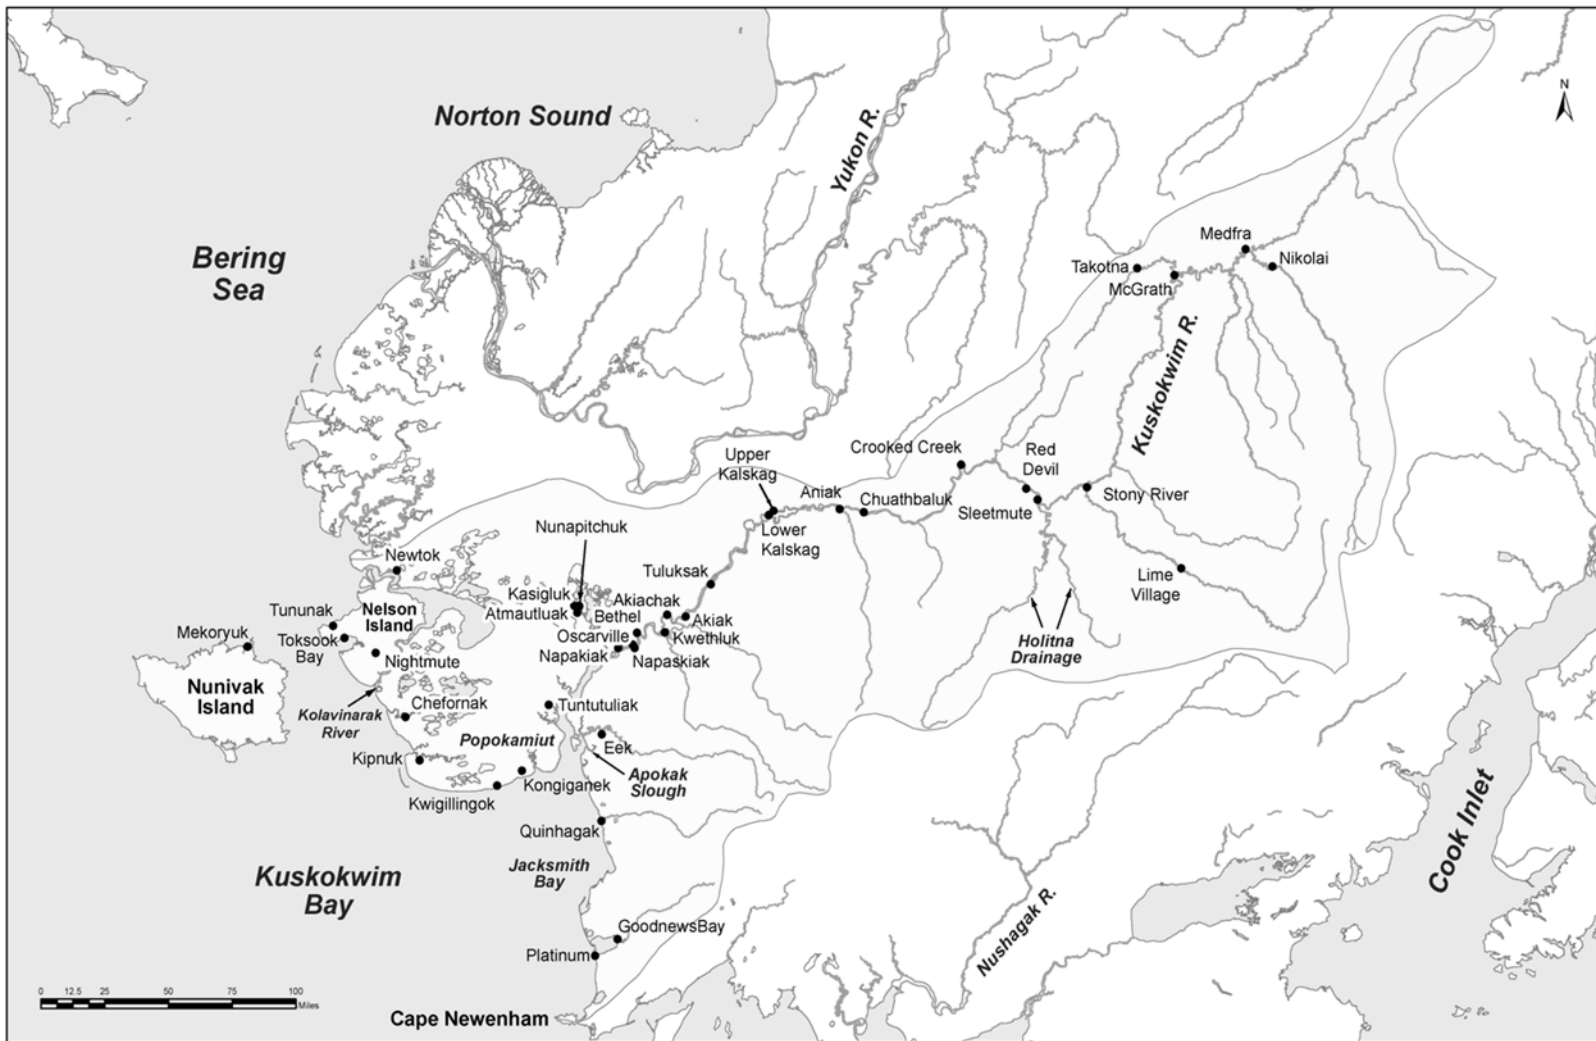 N
Norton Sound
Yukon R.
Bering
Sea
Medfra
Nikolai
Takotna
McGrath
Kuskokwim R.
Crooked Creek
Red
Devil
Upper
Kalskag
Aniak
Chuathbaluk
Stony River
Sleetmute
Nunapitchuk
Lower
Kalskag
Newtok
Tuluksak
Lime
Village
Kasigluk
Akiachak
Nelson
Island
Tununak
Atmautluak
Bethel
Akiak
Mekoryuk
Toksook
Bay
Oscarville
Kwethluk
Holitna
Drainage
Napakiak
Napaskiak
Nightmute
Nunivak
Island
Kolavinarak
River
Chefornak
Tuntutuliak
Popokamiut
Eek
Kipnuk
Apokak
Slough
Kongiganek
Kwigillingok
Quinhagak
Cook Inlet
Jacksmith
Bay
Kuskokwim
Bay
GoodnewsBay
Nushagak R.
Platinum
0 12.5 25 50 75 100
Miles
Cape Newenham